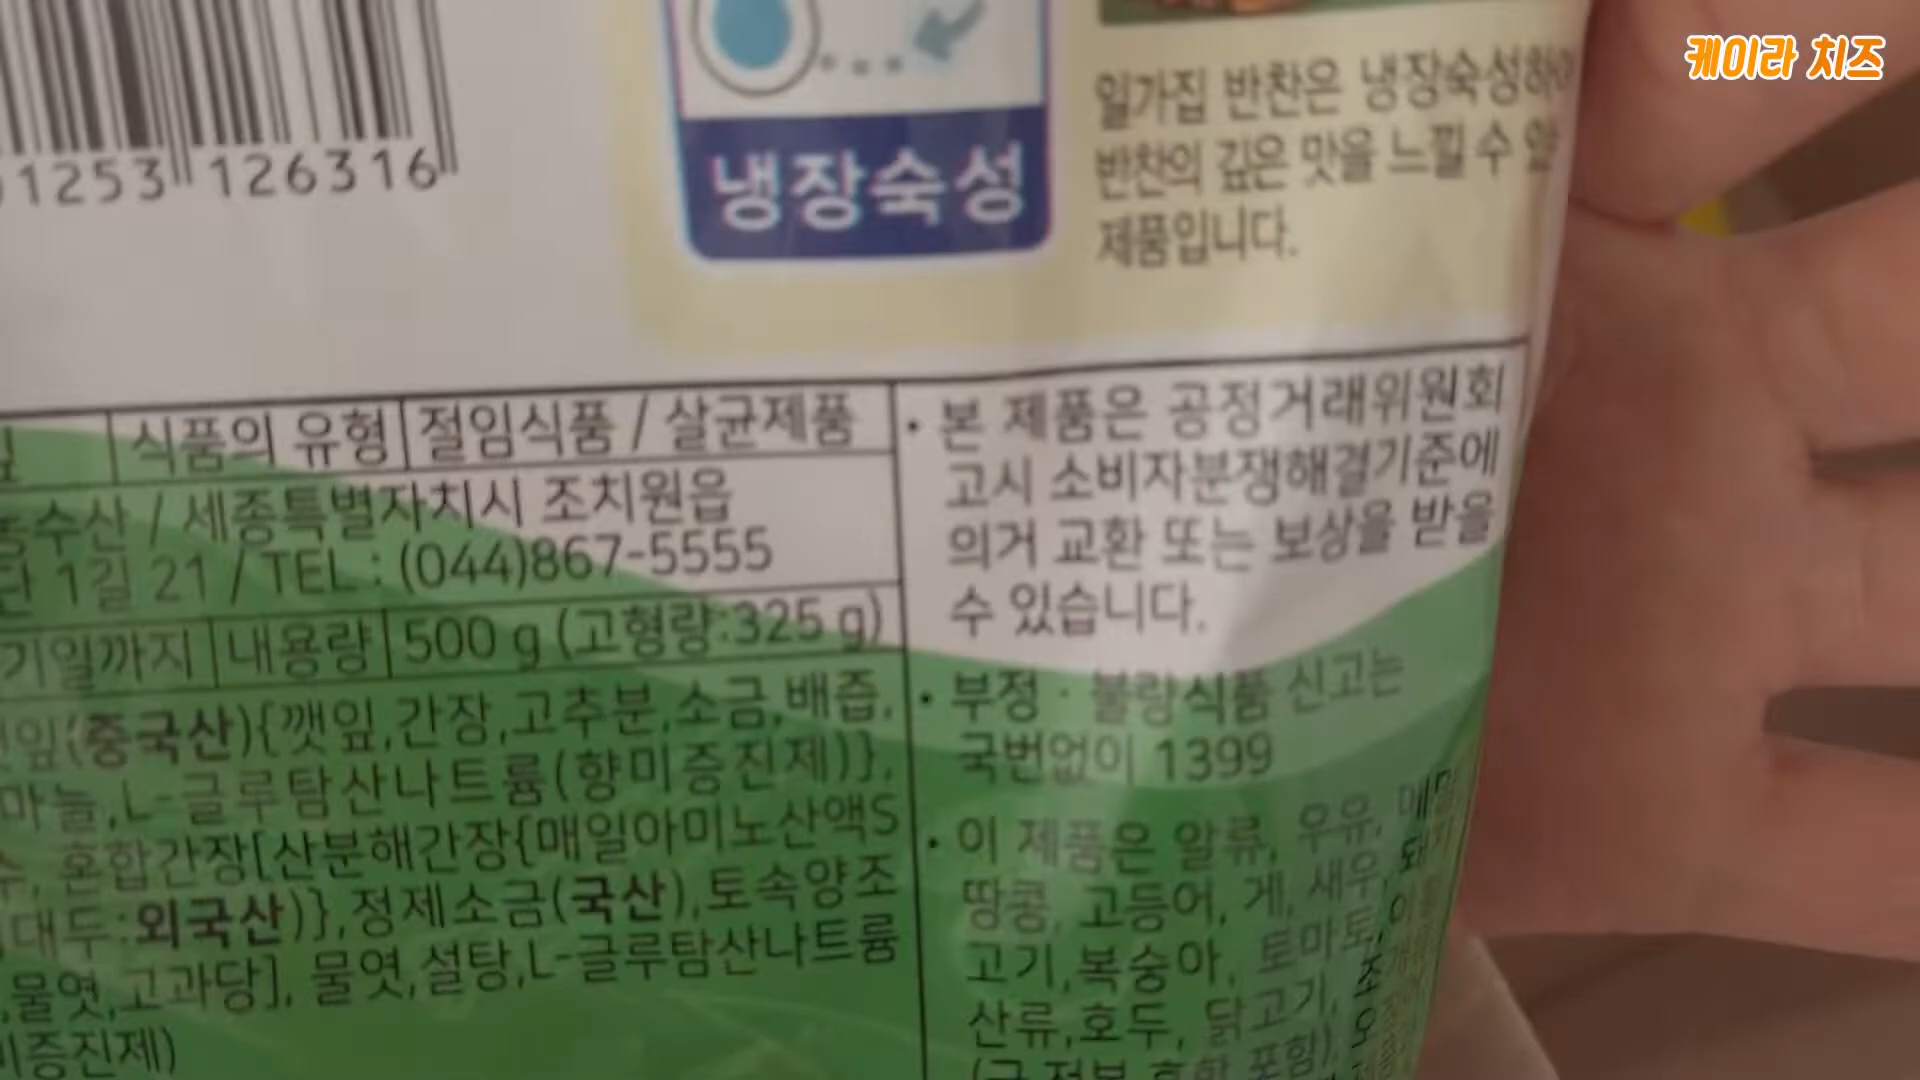 케이라 치즈
1253 126316
냉장숙성
일가집 반찬은 냉장숙성하여
반찬의 깊은 맛을 느낄 수 있는
제품입니다.
식품의 유형 절임식품 / 살균제품
농수산 / 세종특별자치시 조치원읍
1길 21 / TEL : (044)867-5555
기일까지 내용량 500 g (고형량:325 g)
잎(중국산){깻잎,간장,고추분,소금,배즙,
마늘,L-글루탐산나트륨(향미증진제)},
혼합간장[산분해간장{매일아미노산액S
대두:외국산)},정제소금(국산),토속양조
,물엿,고과당], 물엿,설탕,L-글루탐산나트륨
증진제)
· 본 제품은 공정거래위원회
고시 소비자분쟁해결기준에
의거 교환 또는 보상을 받을
수 있습니다.
· 부정 · 불량식품 신고는
국번없이 1399
· 이 제품은 알류, 우유,
땅콩, 고등어, 게, 새우,
고기,복숭아, 토마토,
산류,호두, 닭고기,
포함)